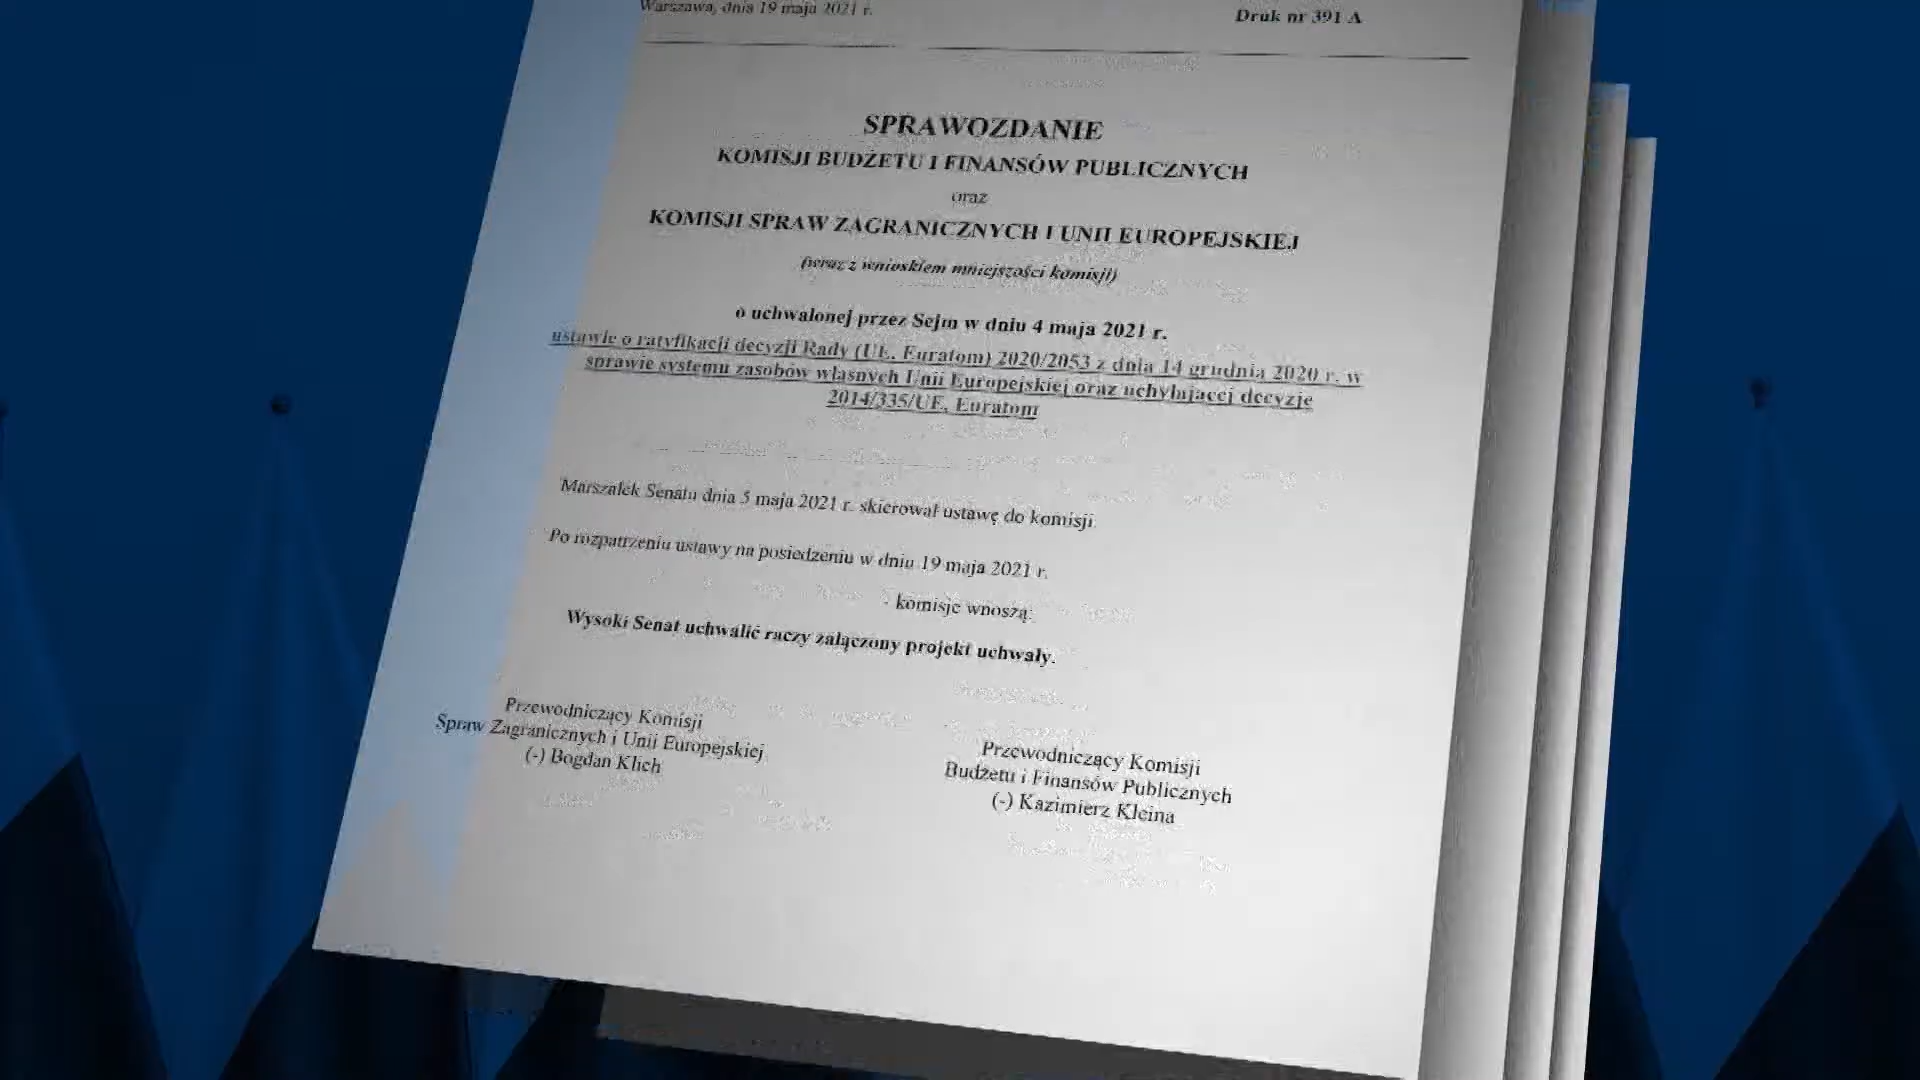 Warszawa, dnia 19 maja 2021 r.
Druk nr 391 A
SPRAWOZDANIE
KOMISJI BUDŻETU I FINANSÓW PUBLICZNYCH
oraz
KOMISJI SPRAW ZAGRANICZNYCH I UNII EUROPEJSKIEJ
(wraz z wnioskiem mniejszości komisji)
o uchwalonej przez Sejm w dniu 4 maja 2021 r.
ustawie o ratyfikacji decyzji Rady (UE, Euratom) 2020/2053 z dnia 14 grudnia 2020 r. w
sprawie systemu zasobów własnych Unii Europejskiej oraz uchylającej decyzję
2014/335/UE, Euratom
Marszałek Senatu dnia 5 maja 2021 r. skierował ustawę do komisji.
Po rozpatrzeniu ustawy na posiedzeniu w dniu 19 maja 2021 r.
- komisje wnoszą:
Wysoki Senat uchwalić raczy załączony projekt uchwały.
Przewodniczący Komisji
Spraw Zagranicznych i Unii Europejskiej
(-) Bogdan Klich
Przewodniczący Komisji
Budżetu i Finansów Publicznych
(-) Kazimierz Kleina